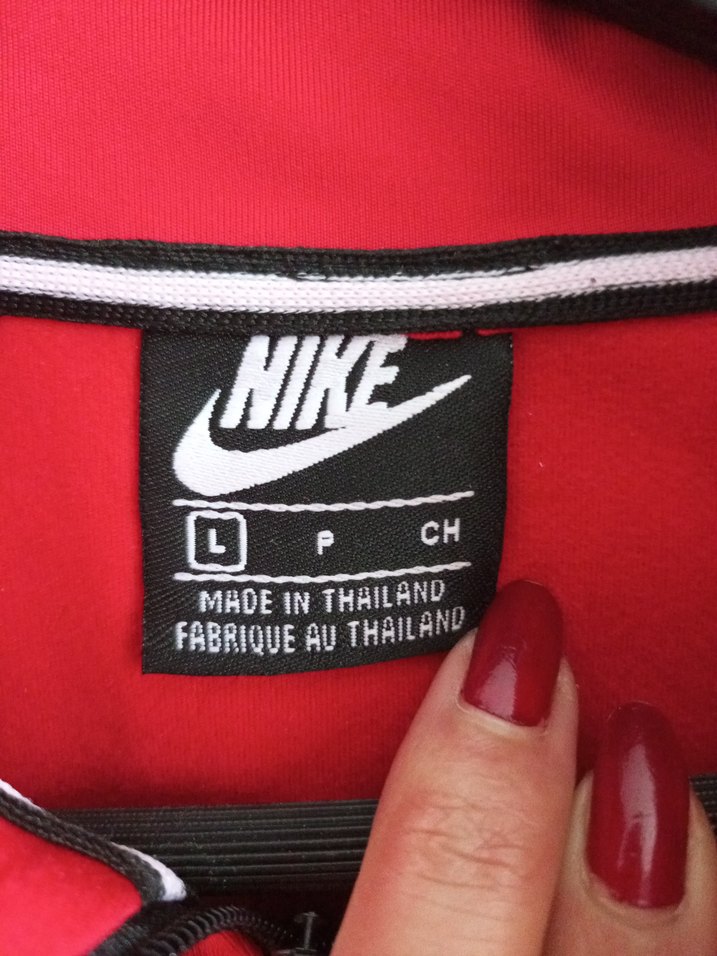 NIKE
L P CH
MADE IN THAILAND
FABRIQUE AU THAILAND